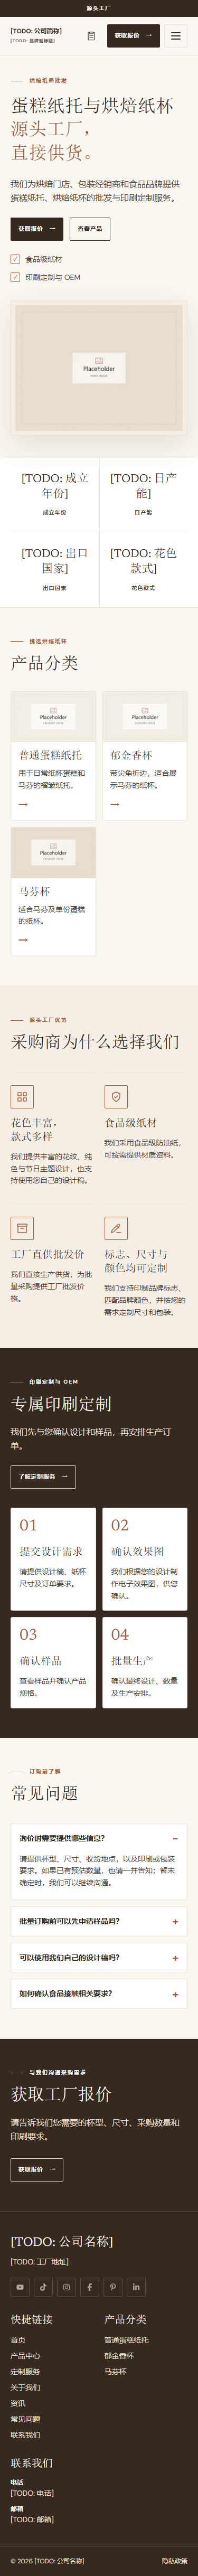 源头工厂
[TODO: 公司简称]
[TODO: 品牌副标题]
获取报价 →
烘焙纸品批发
蛋糕纸托与烘焙纸杯
源头工厂，
直接供货。
我们为烘焙门店、包装经销商和食品品牌提供
蛋糕纸托、烘焙纸杯的批发与印刷定制服务。
获取报价 →
查看产品
食品级纸材
印刷定制与 OEM
Placeholder
[TODO: 成立
年份]
成立年份
[TODO: 日产
能]
日产能
[TODO: 出口
国家]
出口国家
[TODO: 花色
款式]
花色款式
挑选烘焙纸杯
产品分类
Placeholder
普通蛋糕纸托
用于日常纸杯蛋糕和
马芬的褶皱纸托。
→
Placeholder
郁金香杯
带尖角折边，适合展
示马芬的纸杯。
→
Placeholder
马芬杯
适合马芬及单份蛋糕
的纸杯。
→
源头工厂优势
采购商为什么选择我们
花色丰富，
款式多样
我们提供丰富的花纹、纯
色与节日主题设计，也支
持使用您自己的设计稿。
食品级纸材
我们采用食品级防油纸，
可按需提供材质资料。
工厂直供批发价
我们直接生产供货，为批
量采购提供工厂批发价
格。
标志、尺寸与
颜色均可定制
我们支持印制品牌标志、
匹配品牌颜色，并按您的
需求定制尺寸和包装。
印刷定制与 OEM
专属印刷定制
我们先与您确认设计和样品，再安排生产订
单。
了解定制服务 →
01
提交设计需求
请提供设计稿、纸杯
尺寸及订单要求。
02
确认效果图
我们根据您的设计制
作电子效果图，供您
确认。
03
确认样品
查看样品并确认产品
规格。
04
批量生产
确认最终设计、数量
及生产安排。
订购前了解
常见问题
询价时需要提供哪些信息？
请提供杯型、尺寸、收货地点，以及印刷或包装
要求。如果已有预估数量，也请一并告知；暂未
确定时，我们可以继续沟通。
批量订购前可以先申请样品吗？
可以使用我们自己的设计稿吗？
如何确认食品接触相关要求？
与我们沟通采购需求
获取工厂报价
请告诉我们您需要的杯型、尺寸、采购数量和
印刷要求。
获取报价 →
[TODO: 公司名称]
[TODO: 工厂地址]
快捷链接
首页
产品中心
定制服务
关于我们
资讯
常见问题
联系我们
产品分类
普通蛋糕纸托
郁金香杯
马芬杯
联系我们
电话
[TODO: 电话]
邮箱
[TODO: 邮箱]
© 2026 [TODO: 公司名称]
隐私政策